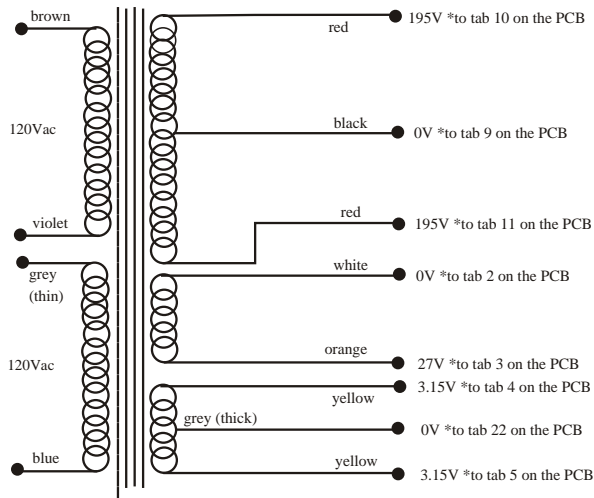 brown
195V *to tab 10 on the PCB
red
120Vac
black
0V *to tab 9 on the PCB
violet
red
195V *to tab 11 on the PCB
grey
(thin)
white
0V *to tab 2 on the PCB
120Vac
orange
27V *to tab 3 on the PCB
3.15V *to tab 4 on the PCB
yellow
grey (thick)
0V *to tab 22 on the PCB
blue
yellow
3.15V *to tab 5 on the PCB